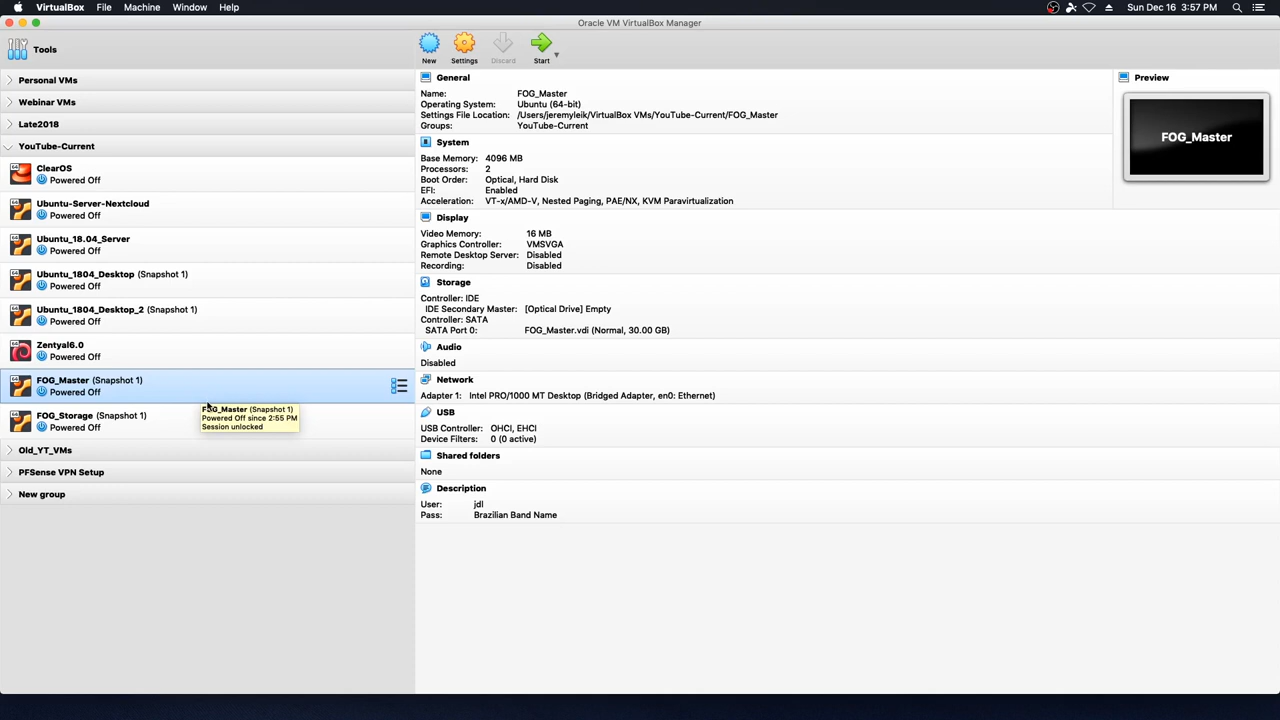 VirtualBox File Machine Window Help Sun Dec 16 3:57 PM
Oracle VM VirtualBox Manager
Tools
New Settings Discard Start
Personal VMs
Webinar VMs
Late2018
YouTube-Current
ClearOS
Powered Off
Ubuntu-Server-Nextcloud
Powered Off
Ubuntu_18.04_Server
Powered Off
Ubuntu_1804_Desktop (Snapshot 1)
Powered Off
Ubuntu_1804_Desktop_2 (Snapshot 1)
Powered Off
Zentyal6.0
Powered Off
FOG_Master (Snapshot 1)
Powered Off
FOG_Storage (Snapshot 1)
Powered Off
FOG_Master (Snapshot 1)
Powered Off since 2:55 PM
Session unlocked
Old_YT_VMs
PFSense VPN Setup
New group
General
Name: FOG_Master
Operating System: Ubuntu (64-bit)
Settings File Location: /Users/jeremyleik/VirtualBox VMs/YouTube-Current/FOG_Master
Groups: YouTube-Current
System
Base Memory: 4096 MB
Processors: 2
Boot Order: Optical, Hard Disk
EFI: Enabled
Acceleration: VT-x/AMD-V, Nested Paging, PAE/NX, KVM Paravirtualization
Display
Video Memory: 16 MB
Graphics Controller: VMSVGA
Remote Desktop Server: Disabled
Recording: Disabled
Storage
Controller: IDE
IDE Secondary Master: [Optical Drive] Empty
Controller: SATA
SATA Port 0: FOG_Master.vdi (Normal, 30.00 GB)
Audio
Disabled
Network
Adapter 1: Intel PRO/1000 MT Desktop (Bridged Adapter, en0: Ethernet)
USB
USB Controller: OHCI, EHCI
Device Filters: 0 (0 active)
Shared folders
None
Description
User: jdl
Pass: Brazilian Band Name
Preview
FOG_Master